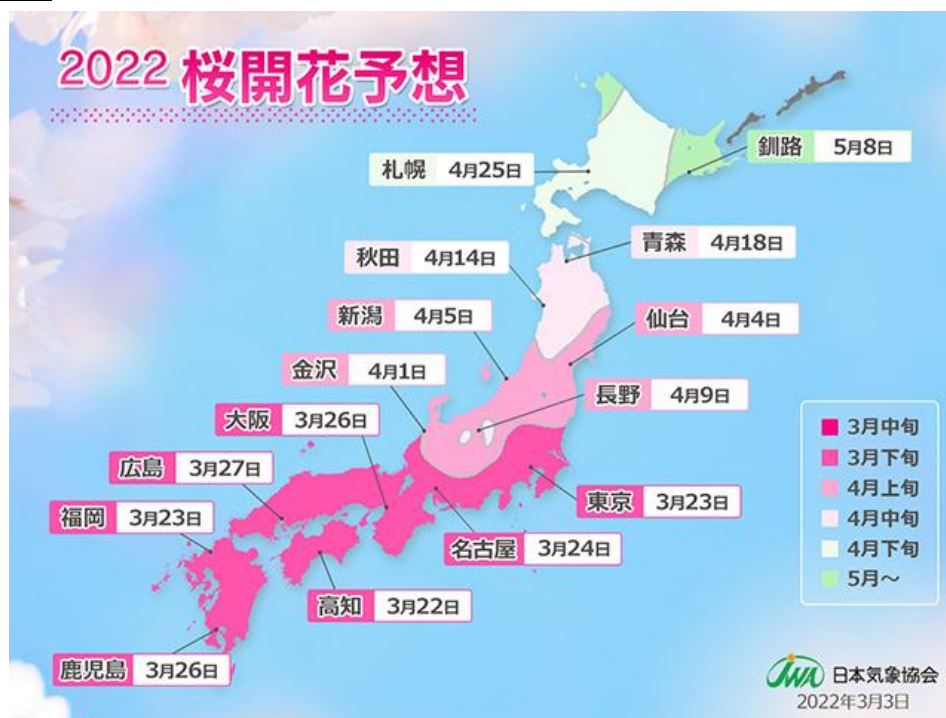 2022 桜開花予想
釧路 5月8日
札幌 4月25日
青森 4月18日
秋田 4月14日
新潟 4月5日
仙台 4月4日
金沢 4月1日
長野 4月9日
大阪 3月26日
広島 3月27日
東京 3月23日
福岡 3月23日
名古屋 3月24日
高知 3月22日
鹿児島 3月26日
3月中旬
3月下旬
4月上旬
4月中旬
4月下旬
5月～
JWA 日本気象協会
2022年3月3日